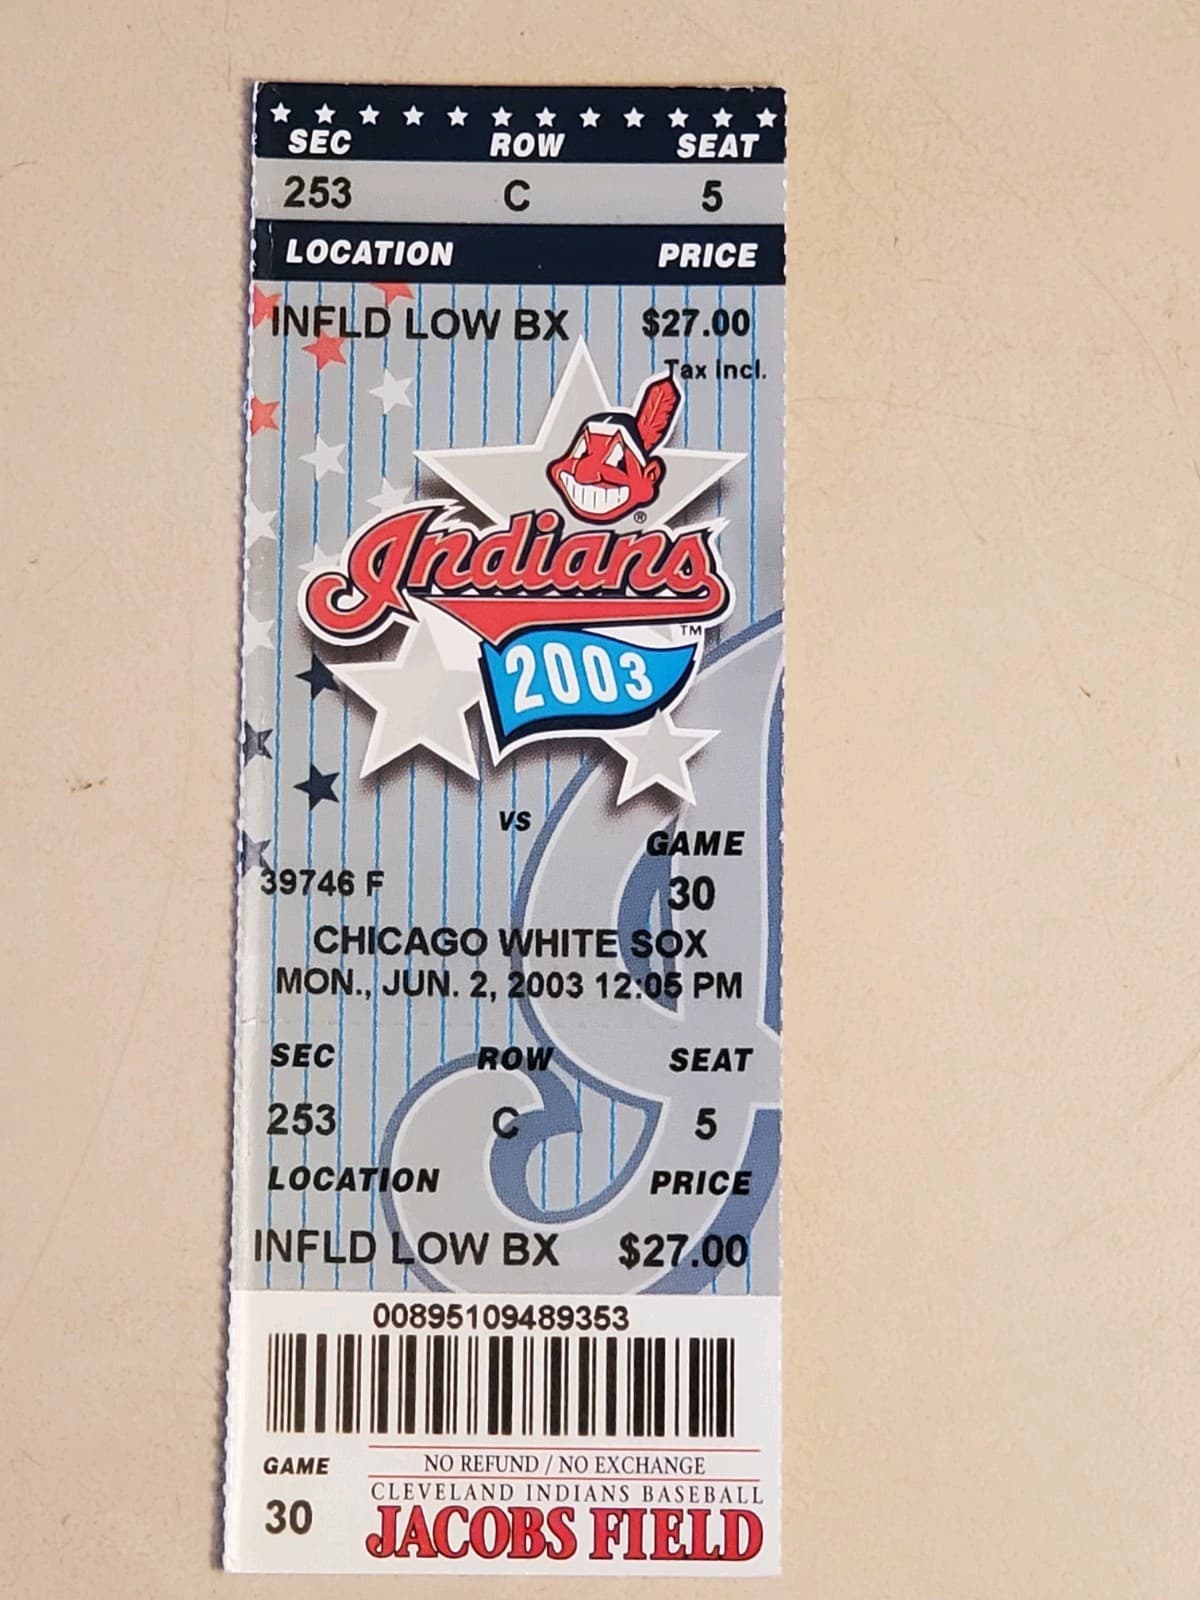 SEC ROW SEAT
253 C 5
LOCATION PRICE
INFLD LOW BX $27.00
Tax Incl.
®
Indians
TM
2003
VS
GAME
39746 F 30
CHICAGO WHITE SOX
MON., JUN. 2, 2003 12:05 PM
SEC ROW SEAT
253 C 5
LOCATION PRICE
INFLD LOW BX $27.00
00895109489353
GAME NO REFUND / NO EXCHANGE
CLEVELAND INDIANS BASEBALL
30 JACOBS FIELD